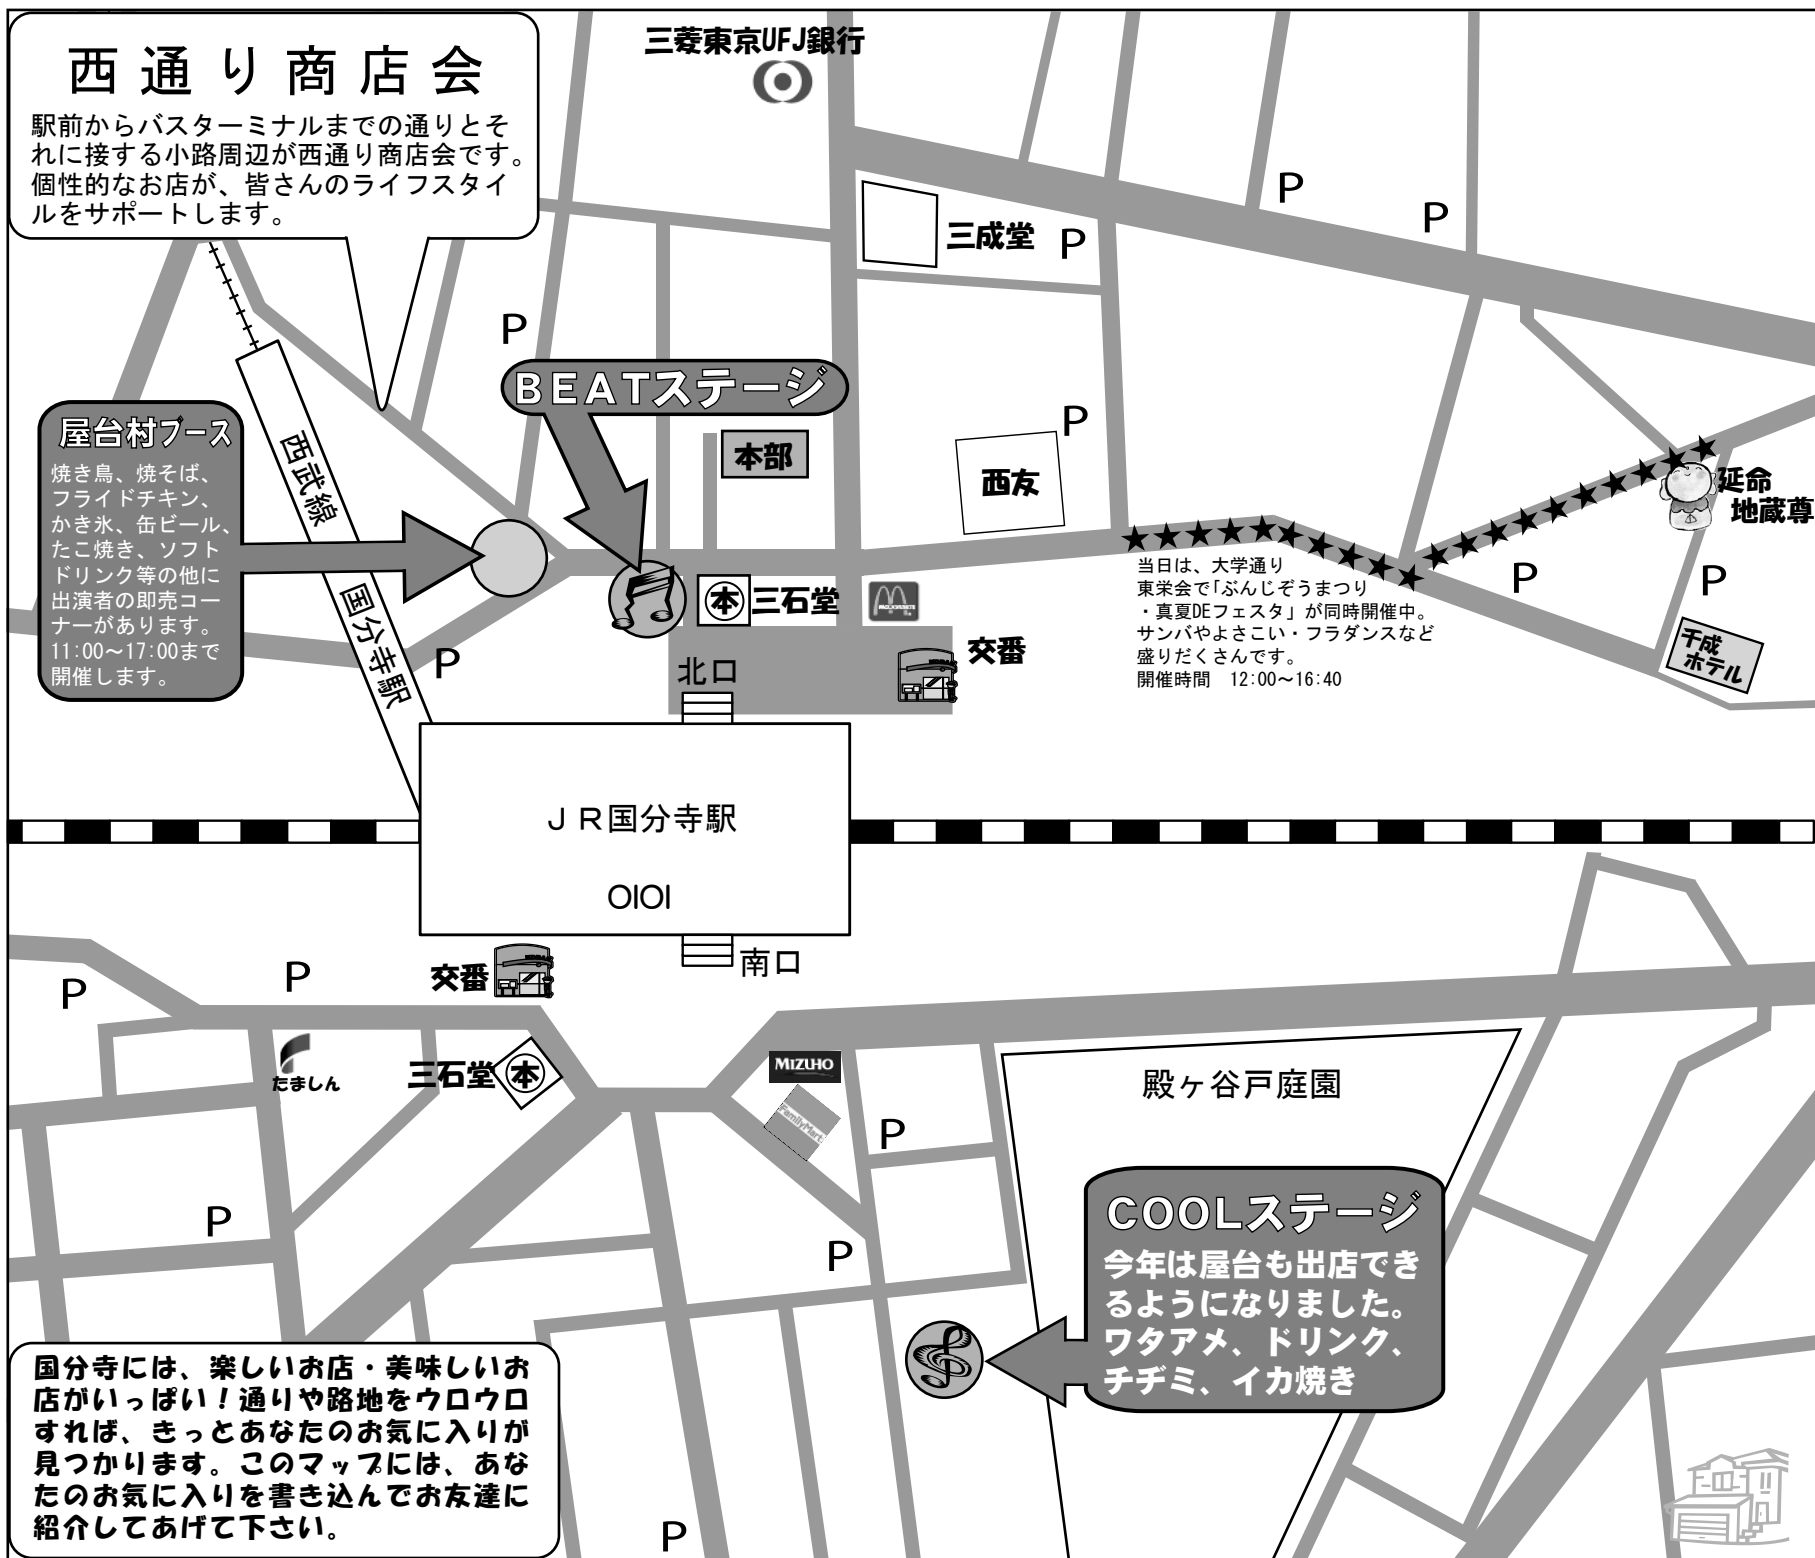 西通り商店会
駅前からバスターミナルまでの通りとそ
れに接する小路周辺が西通り商店会です。
個性的なお店が、皆さんのライフスタイ
ルをサポートします。
三菱東京UFJ銀行
P
P
三成堂
P
P
BEATステージ
P
本部
西友
屋台村ブース
焼き鳥、焼そば、
フライドチキン、
かき氷、缶ビール、
たこ焼き、ソフト
ドリンク等の他に
出演者の即売コー
ナーがあります。
11:00～17:00まで
開催します。
西武線
国分寺駅
P
本
三石堂
交番
北口
当日は、大学通り
東栄会で「ぶんじぞうまつり
・真夏DEフェスタ」が同時開催中。
サンバやよさこい・フラダンスなど
盛りだくさんです。
開催時間 12:00～16:40
延命
地蔵尊
P
P
千成
ホテル
JR国分寺駅
OIOI
南口
交番
P
P
たましん
三石堂
本
MIZUHO
FamilyMart
P
殿ヶ谷戸庭園
P
P
COOLステージ
今年は屋台も出店でき
るようになりました。
ワタアメ、ドリンク、
チヂミ、イカ焼き
国分寺には、楽しいお店・美味しいお
店がいっぱい！通りや路地をウロウロ
すれば、きっとあなたのお気に入りが
見つかります。このマップには、あな
たのお気に入りを書き込んでお友達に
紹介してあげて下さい。
P